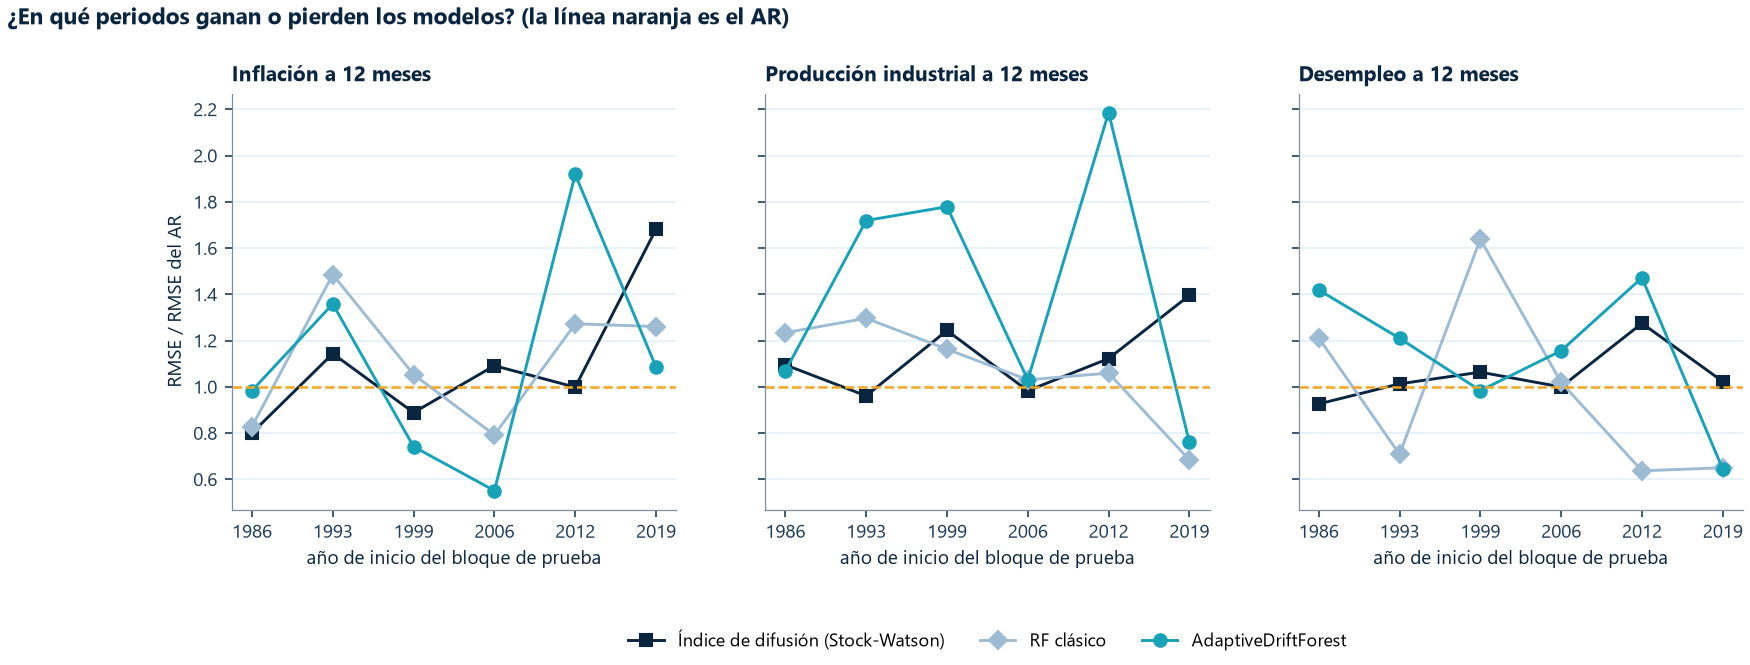 ¿En qué periodos ganan o pierden los modelos? (la línea naranja es el AR)
Inflación a 12 meses
Producción industrial a 12 meses
Desempleo a 12 meses
RMSE / RMSE del AR
2.2
2.0
1.8
1.6
1.4
1.2
1.0
0.8
0.6
1986 1993 1999 2006 2012 2019
1986 1993 1999 2006 2012 2019
1986 1993 1999 2006 2012 2019
año de inicio del bloque de prueba
año de inicio del bloque de prueba
año de inicio del bloque de prueba
Índice de difusión (Stock-Watson)
RF clásico
AdaptiveDriftForest